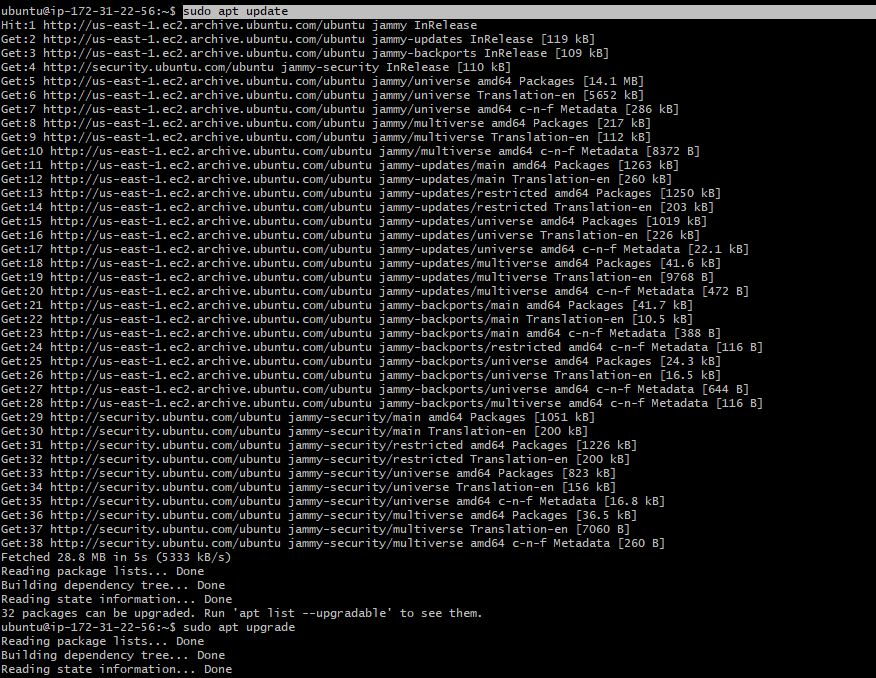 ubuntu@ip-172-31-22-56:~$ sudo apt update
Hit:1 http://us-east-1.ec2.archive.ubuntu.com/ubuntu jammy InRelease
Get:2 http://us-east-1.ec2.archive.ubuntu.com/ubuntu jammy-updates InRelease [119 kB]
Get:3 http://us-east-1.ec2.archive.ubuntu.com/ubuntu jammy-backports InRelease [109 kB]
Get:4 http://security.ubuntu.com/ubuntu jammy-security InRelease [110 kB]
Get:5 http://us-east-1.ec2.archive.ubuntu.com/ubuntu jammy/universe amd64 Packages [14.1 MB]
Get:6 http://us-east-1.ec2.archive.ubuntu.com/ubuntu jammy/universe Translation-en [5652 kB]
Get:7 http://us-east-1.ec2.archive.ubuntu.com/ubuntu jammy/universe amd64 c-n-f Metadata [286 kB]
Get:8 http://us-east-1.ec2.archive.ubuntu.com/ubuntu jammy/multiverse amd64 Packages [217 kB]
Get:9 http://us-east-1.ec2.archive.ubuntu.com/ubuntu jammy/multiverse Translation-en [112 kB]
Get:10 http://us-east-1.ec2.archive.ubuntu.com/ubuntu jammy/multiverse amd64 c-n-f Metadata [8372 B]
Get:11 http://us-east-1.ec2.archive.ubuntu.com/ubuntu jammy-updates/main amd64 Packages [1263 kB]
Get:12 http://us-east-1.ec2.archive.ubuntu.com/ubuntu jammy-updates/main Translation-en [260 kB]
Get:13 http://us-east-1.ec2.archive.ubuntu.com/ubuntu jammy-updates/restricted amd64 Packages [1250 kB]
Get:14 http://us-east-1.ec2.archive.ubuntu.com/ubuntu jammy-updates/restricted Translation-en [203 kB]
Get:15 http://us-east-1.ec2.archive.ubuntu.com/ubuntu jammy-updates/universe amd64 Packages [1019 kB]
Get:16 http://us-east-1.ec2.archive.ubuntu.com/ubuntu jammy-updates/universe Translation-en [226 kB]
Get:17 http://us-east-1.ec2.archive.ubuntu.com/ubuntu jammy-updates/universe amd64 c-n-f Metadata [22.1 kB]
Get:18 http://us-east-1.ec2.archive.ubuntu.com/ubuntu jammy-updates/multiverse amd64 Packages [41.6 kB]
Get:19 http://us-east-1.ec2.archive.ubuntu.com/ubuntu jammy-updates/multiverse Translation-en [9768 B]
Get:20 http://us-east-1.ec2.archive.ubuntu.com/ubuntu jammy-updates/multiverse amd64 c-n-f Metadata [472 B]
Get:21 http://us-east-1.ec2.archive.ubuntu.com/ubuntu jammy-backports/main amd64 Packages [41.7 kB]
Get:22 http://us-east-1.ec2.archive.ubuntu.com/ubuntu jammy-backports/main Translation-en [10.5 kB]
Get:23 http://us-east-1.ec2.archive.ubuntu.com/ubuntu jammy-backports/main amd64 c-n-f Metadata [388 B]
Get:24 http://us-east-1.ec2.archive.ubuntu.com/ubuntu jammy-backports/restricted amd64 c-n-f Metadata [116 B]
Get:25 http://us-east-1.ec2.archive.ubuntu.com/ubuntu jammy-backports/universe amd64 Packages [24.3 kB]
Get:26 http://us-east-1.ec2.archive.ubuntu.com/ubuntu jammy-backports/universe Translation-en [16.5 kB]
Get:27 http://us-east-1.ec2.archive.ubuntu.com/ubuntu jammy-backports/universe amd64 c-n-f Metadata [644 B]
Get:28 http://us-east-1.ec2.archive.ubuntu.com/ubuntu jammy-backports/multiverse amd64 c-n-f Metadata [116 B]
Get:29 http://security.ubuntu.com/ubuntu jammy-security/main amd64 Packages [1051 kB]
Get:30 http://security.ubuntu.com/ubuntu jammy-security/main Translation-en [200 kB]
Get:31 http://security.ubuntu.com/ubuntu jammy-security/restricted amd64 Packages [1226 kB]
Get:32 http://security.ubuntu.com/ubuntu jammy-security/restricted Translation-en [200 kB]
Get:33 http://security.ubuntu.com/ubuntu jammy-security/universe amd64 Packages [823 kB]
Get:34 http://security.ubuntu.com/ubuntu jammy-security/universe Translation-en [156 kB]
Get:35 http://security.ubuntu.com/ubuntu jammy-security/universe amd64 c-n-f Metadata [16.8 kB]
Get:36 http://security.ubuntu.com/ubuntu jammy-security/multiverse amd64 Packages [36.5 kB]
Get:37 http://security.ubuntu.com/ubuntu jammy-security/multiverse Translation-en [7060 B]
Get:38 http://security.ubuntu.com/ubuntu jammy-security/multiverse amd64 c-n-f Metadata [260 B]
Fetched 28.8 MB in 5s (5333 kB/s)
Reading package lists... Done
Building dependency tree... Done
Reading state information... Done
32 packages can be upgraded. Run 'apt list --upgradable' to see them.
ubuntu@ip-172-31-22-56:~$ sudo apt upgrade
Reading package lists... Done
Building dependency tree... Done
Reading state information... Done